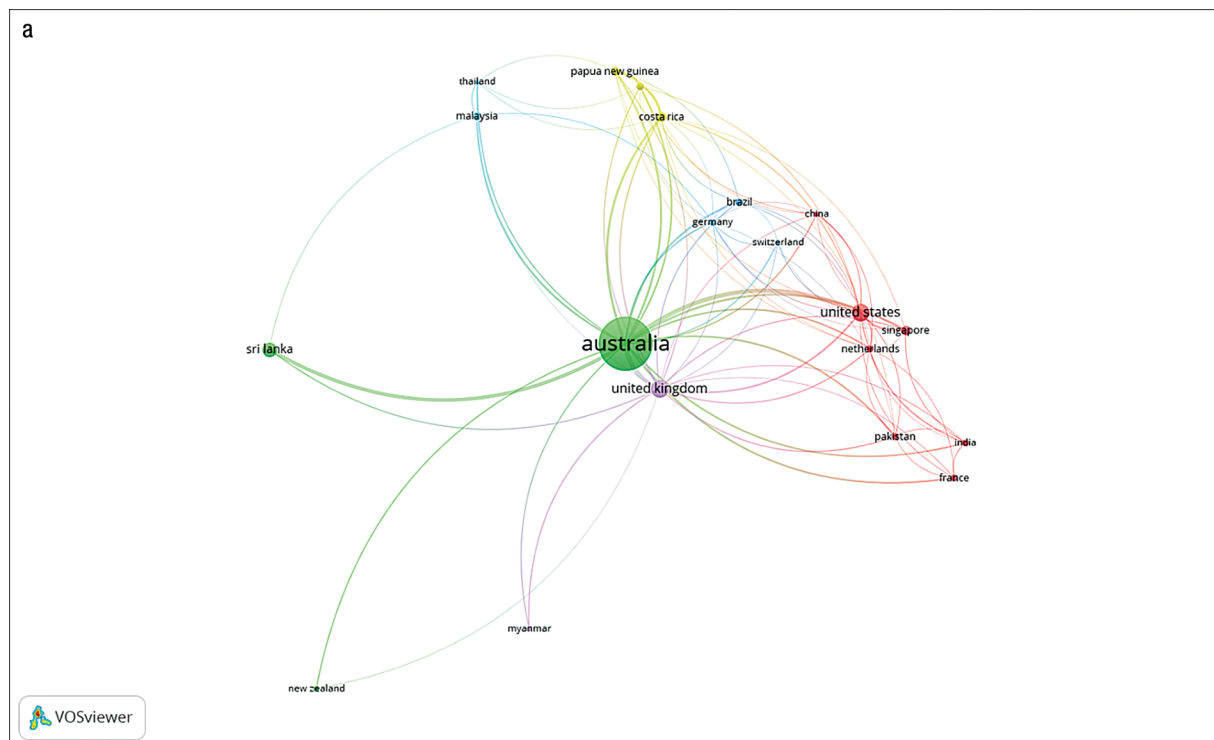 a
papua new guinea
thailand
malaysia
costa rica
brazil
china
germany
switzerland
united states
singapore
australia
netherlands
sri lanka
united kingdom
pakistan
india
france
myanmar
new zealand
VOSviewer